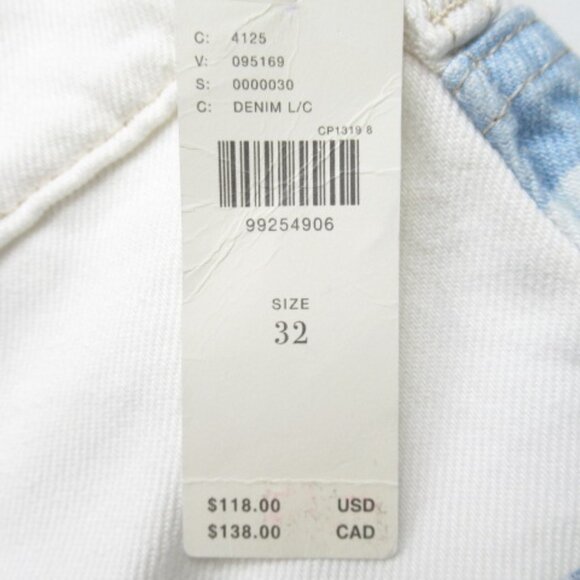 C: 4125
V: 095169
S: 0000030
C: DENIM L/C
CP1319 8
99254906
SIZE
32
$118.00 USD
$138.00 CAD